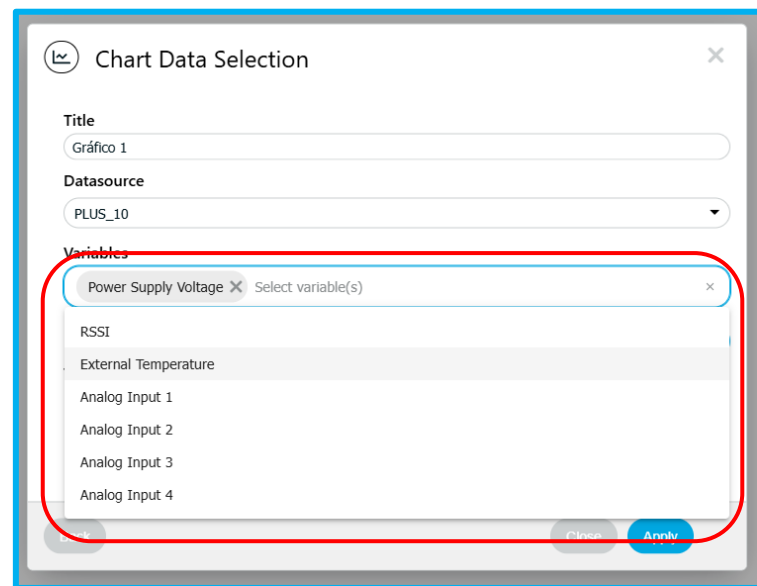 Chart Data Selection
Title
Gráfico 1
Datasource
PLUS_10
Variables
Power Supply Voltage Select variable(s)
RSSI
External Temperature
Analog Input 1
Analog Input 2
Analog Input 3
Analog Input 4
Back Close Apply